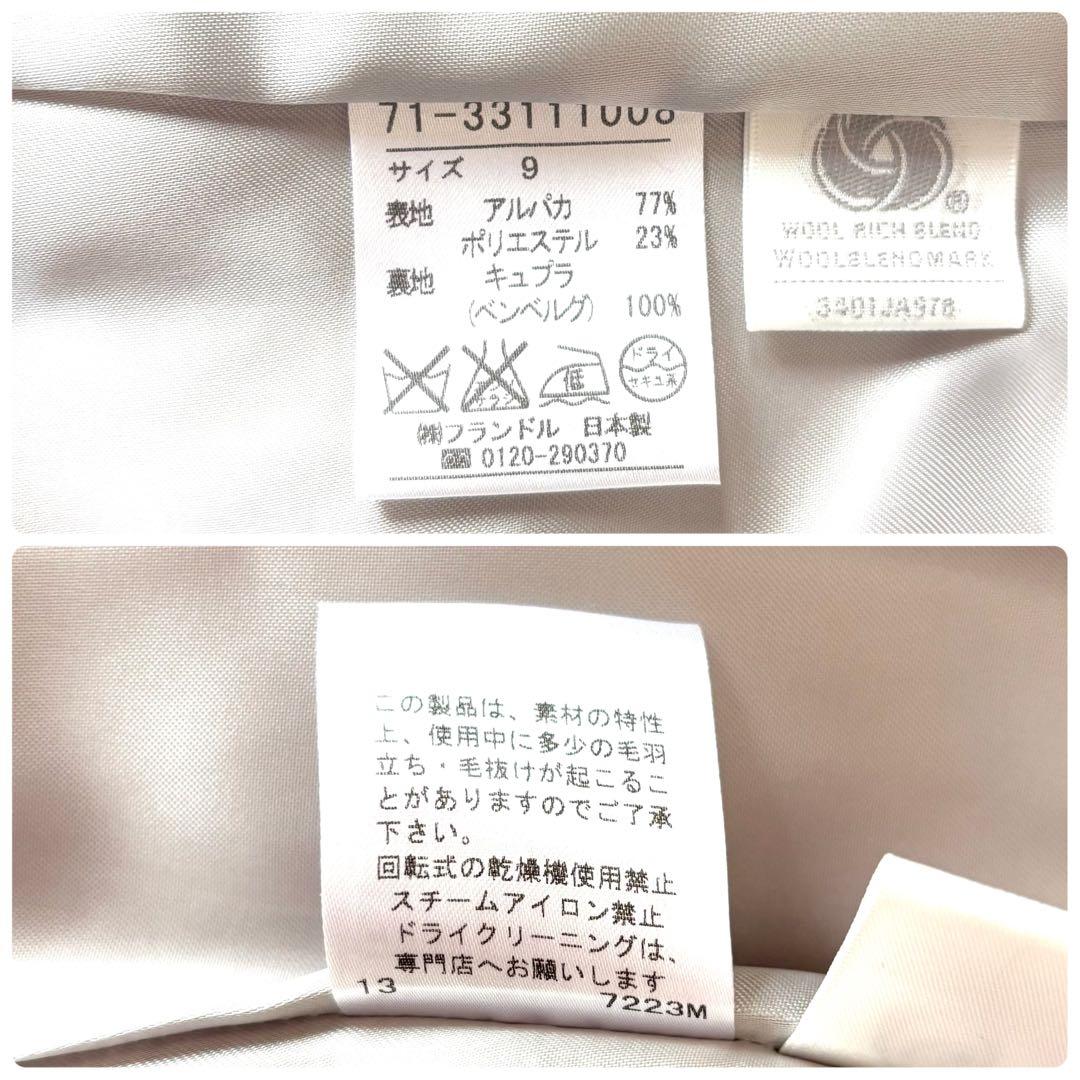 71-33111008
サイズ 9
表地 アルパカ 77%
ポリエステル 23%
裏地 キュプラ
(ベンベルグ) 100%
低
ドライ
セキユ系
㈱フランドル 日本製
0120-290370
®
WOOL RICH BLEND
WOOLBLENDMARK
3401JA978
この製品は、素材の特性
上、使用中に多少の毛羽
立ち・毛抜けが起こるこ
とがありますのでご了承
下さい。
回転式の乾燥機使用禁止
スチームアイロン禁止
ドライクリーニングは、
専門店へお願いします
13 7223M